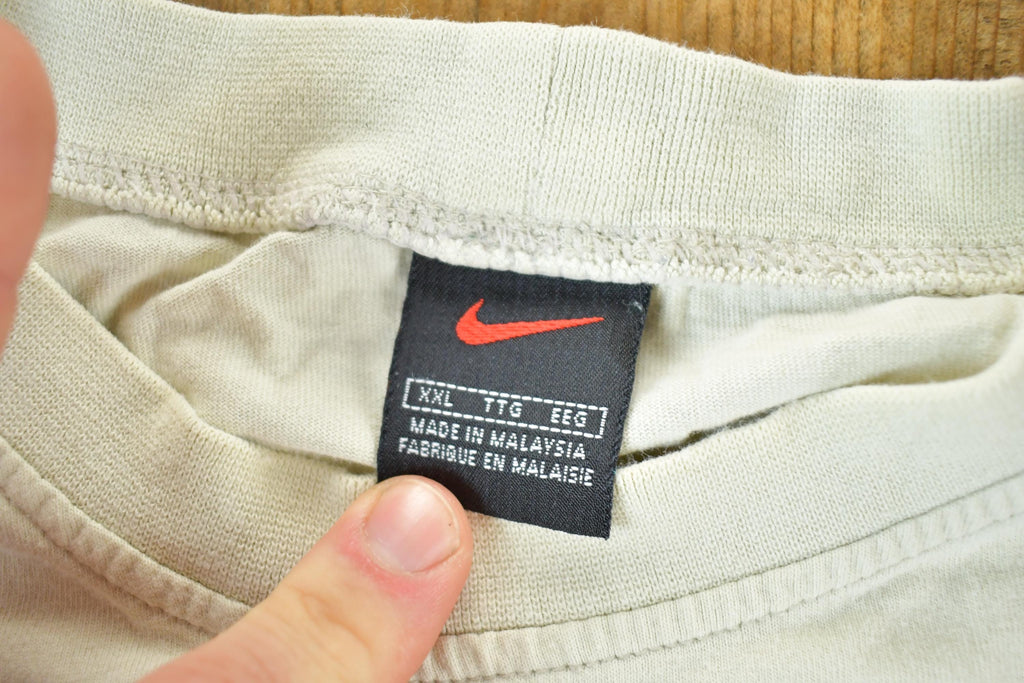 XXL TTG EEG
MADE IN MALAYSIA
FABRIQUE EN MALAISIE